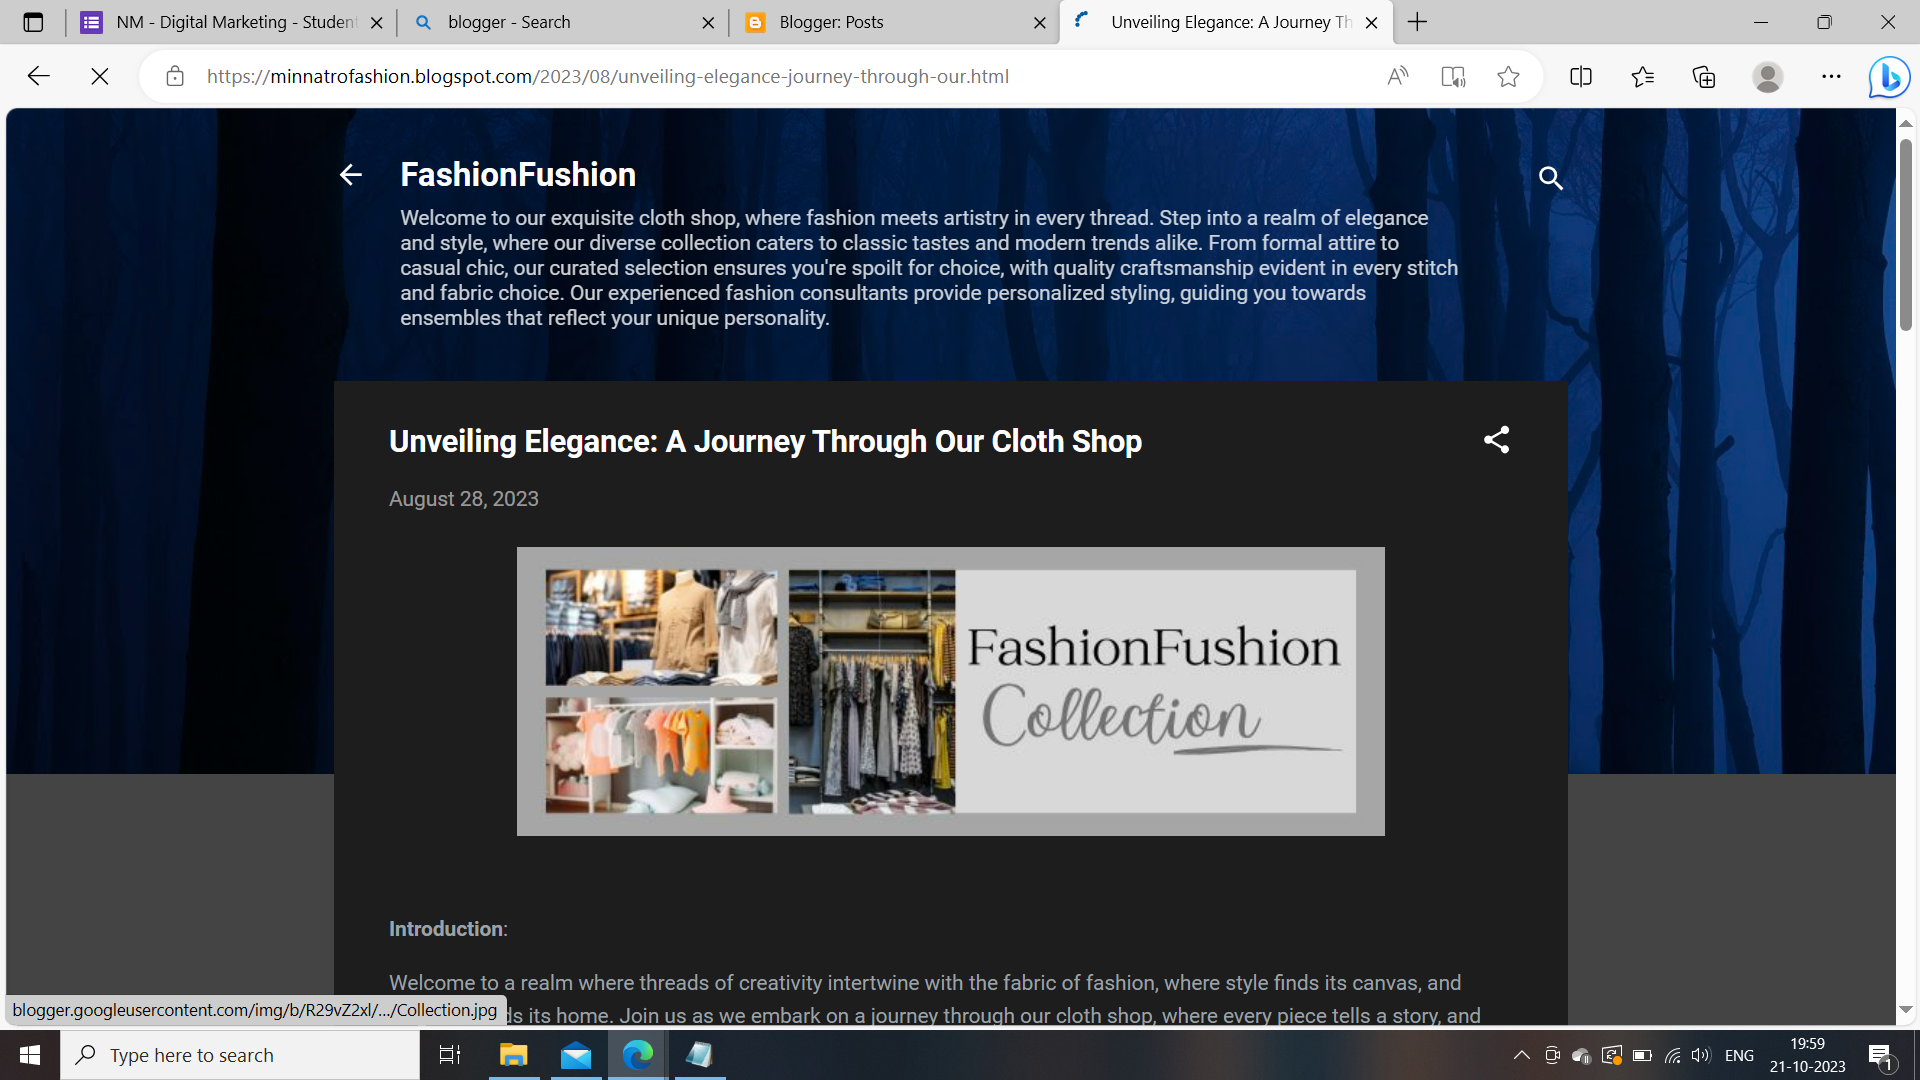 NM - Digital Marketing - Student
blogger - Search
Blogger: Posts
Unveiling Elegance: A Journey Th
https://minnatrofashion.blogspot.com/2023/08/unveiling-elegance-journey-through-our.html
FashionFushion
Welcome to our exquisite cloth shop, where fashion meets artistry in every thread. Step into a realm of elegance
and style, where our diverse collection caters to classic tastes and modern trends alike. From formal attire to
casual chic, our curated selection ensures you're spoilt for choice, with quality craftsmanship evident in every stitch
and fabric choice. Our experienced fashion consultants provide personalized styling, guiding you towards
ensembles that reflect your unique personality.
Unveiling Elegance: A Journey Through Our Cloth Shop
August 28, 2023
FashionFushion
Collection
Introduction:
Welcome to a realm where threads of creativity intertwine with the fabric of fashion, where style finds its canvas, and
its home. Join us as we embark on a journey through our cloth shop, where every piece tells a story, and
blogger.googleusercontent.com/img/b/R29vZ2xl/.../Collection.jpg
Type here to search
ENG
19:59
21-10-2023
1